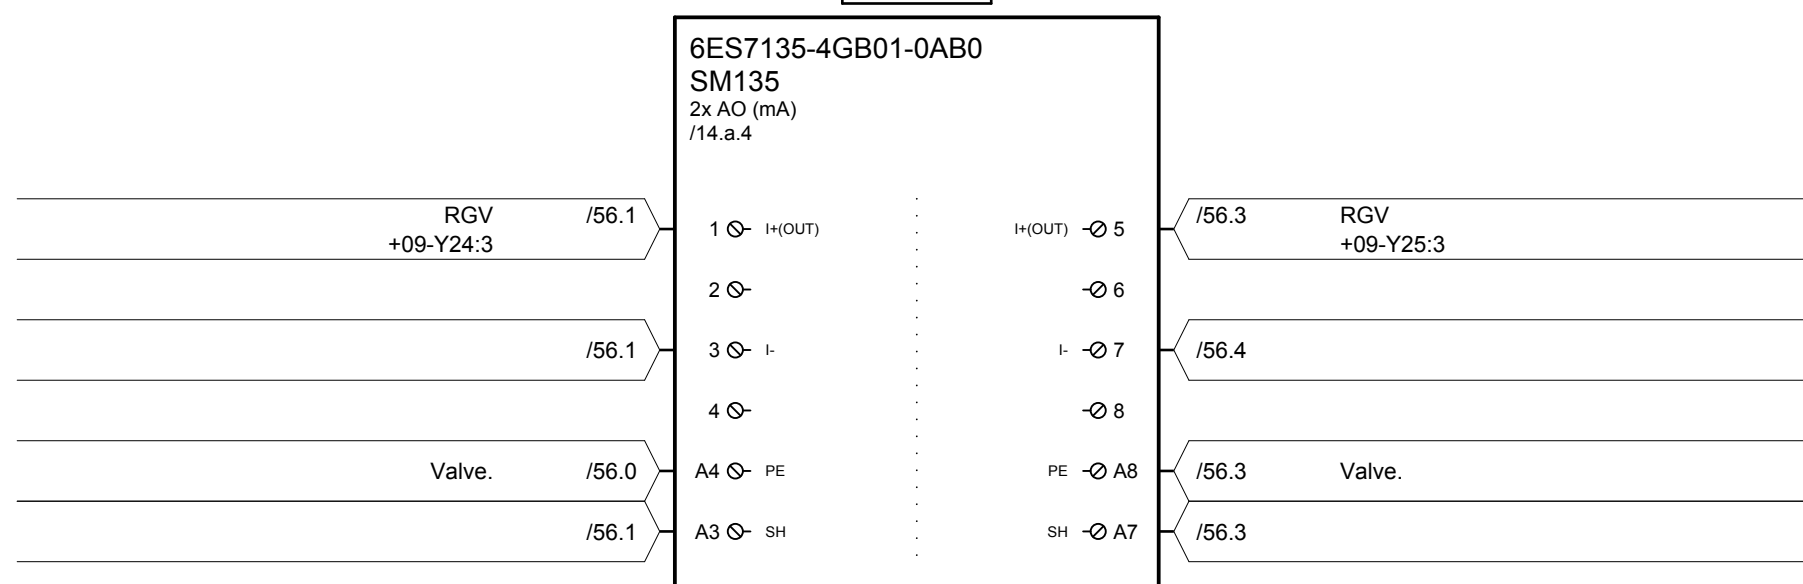 6ES7135-4GB01-0AB0
SM135
2x AO (mA)
/14.a.4
RGV /56.1 1 I+(OUT) I+(OUT) 5 /56.3 RGV
+09-Y24:3 +09-Y25:3
2 6
/56.1 3 I- I- 7 /56.4
4 8
Valve. /56.0 A4 PE PE A8 /56.3 Valve.
/56.1 A3 SH SH A7 /56.3